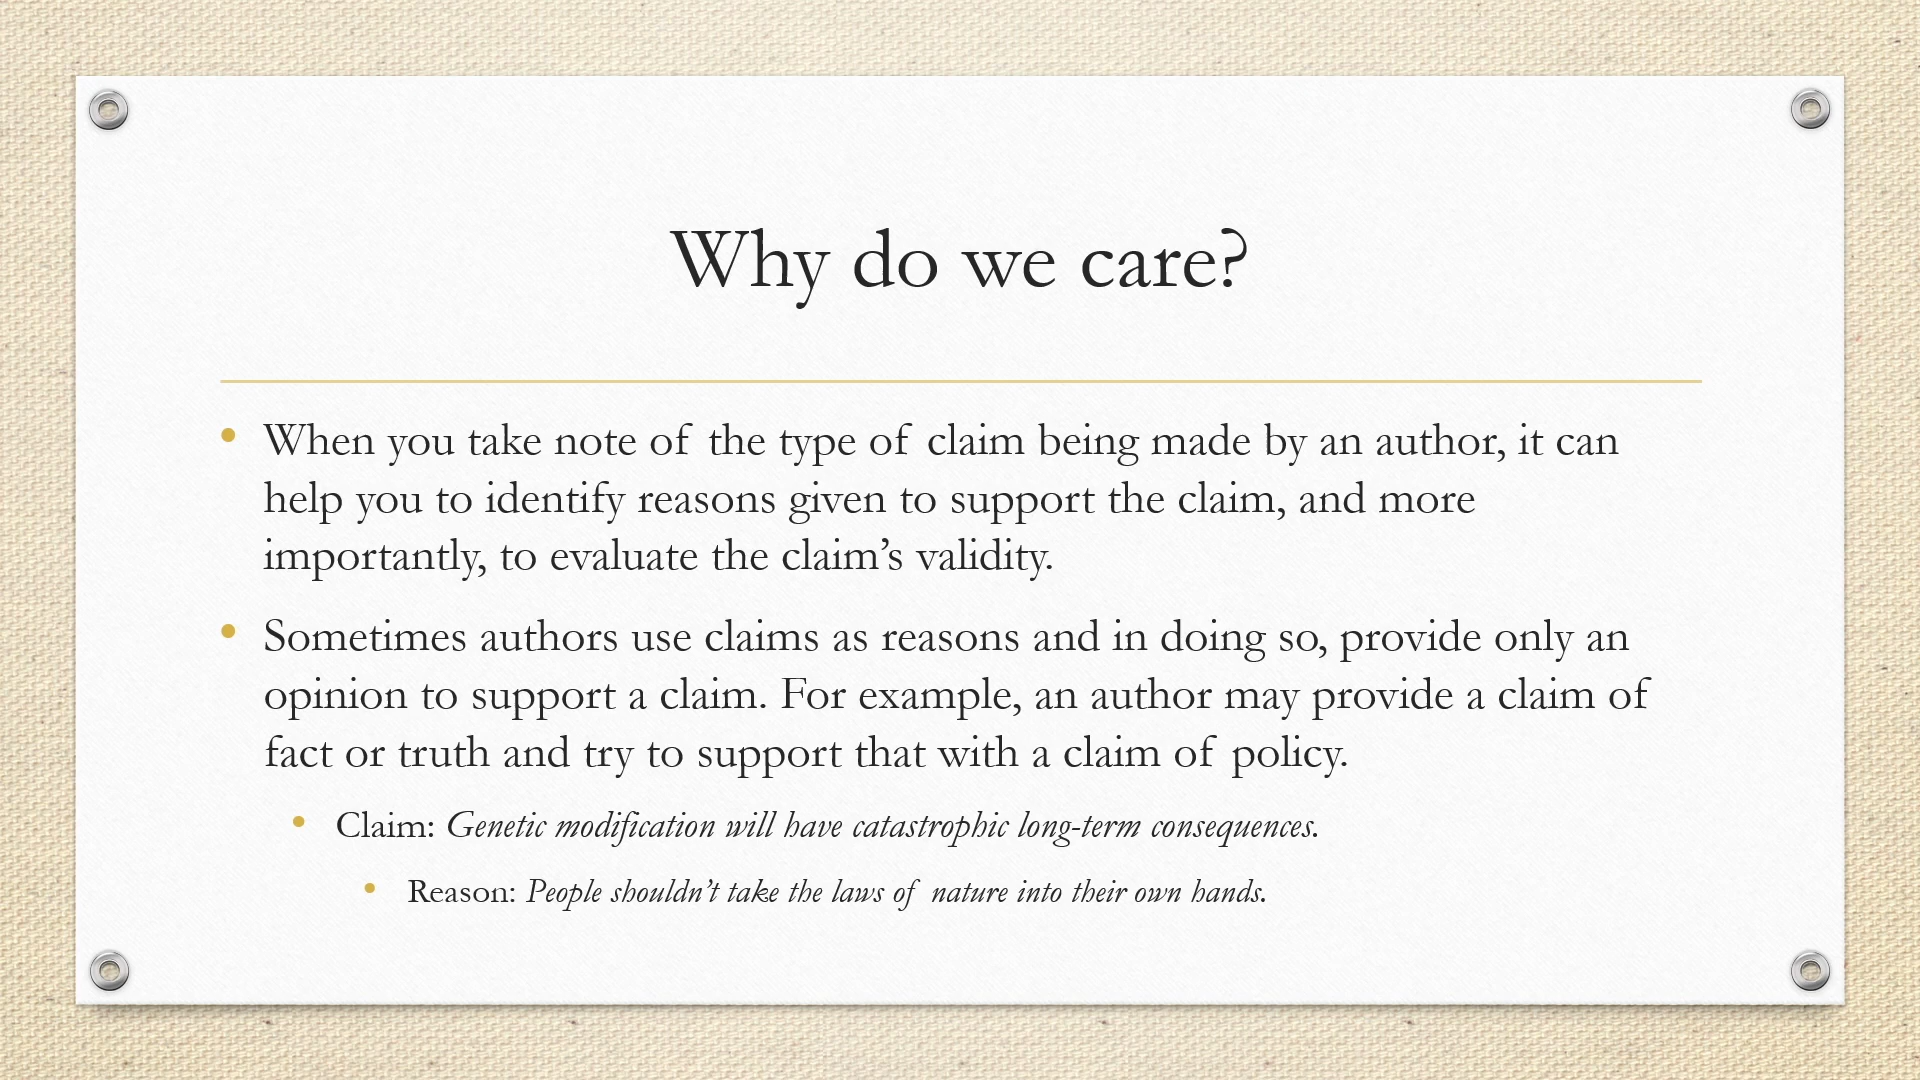 Why do we care?
• When you take note of the type of claim being made by an author, it can
help you to identify reasons given to support the claim, and more
importantly, to evaluate the claim’s validity.
• Sometimes authors use claims as reasons and in doing so, provide only an
opinion to support a claim. For example, an author may provide a claim of
fact or truth and try to support that with a claim of policy.
• Claim: Genetic modification will have catastrophic long-term consequences.
• Reason: People shouldn’t take the laws of nature into their own hands.